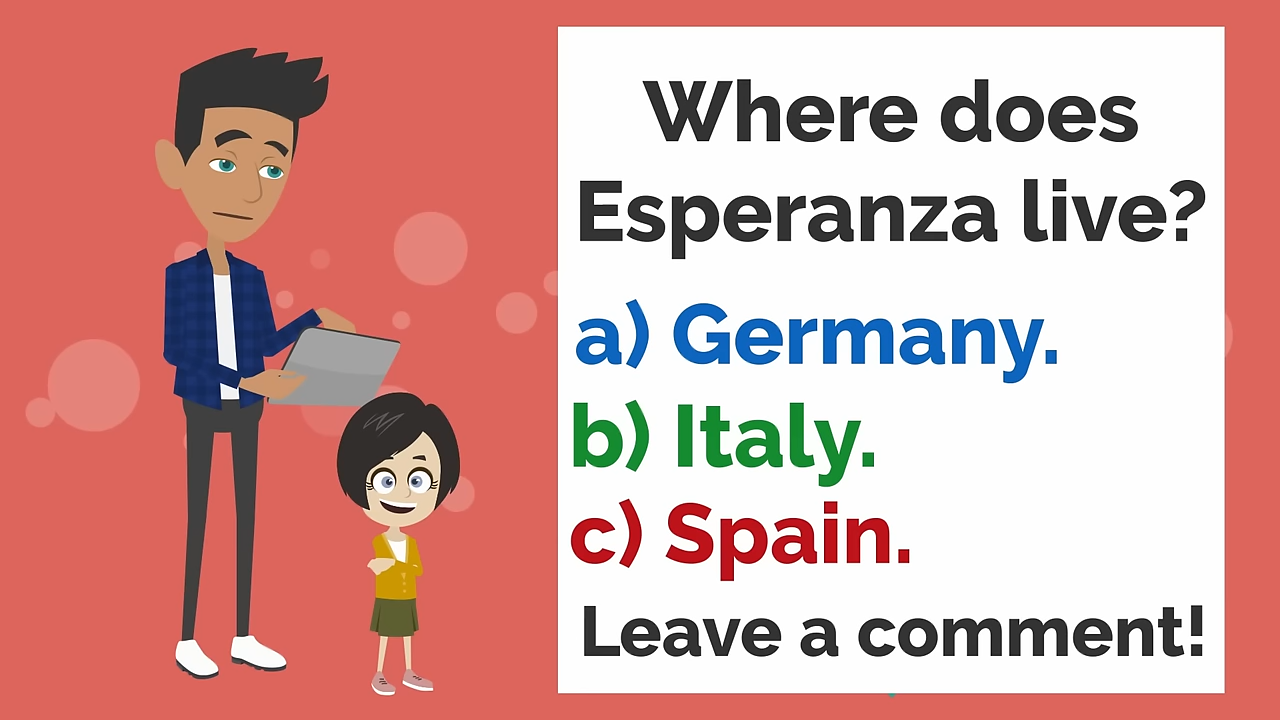 Where does
Esperanza live?
a) Germany.
b) Italy.
c) Spain.
Leave a comment!